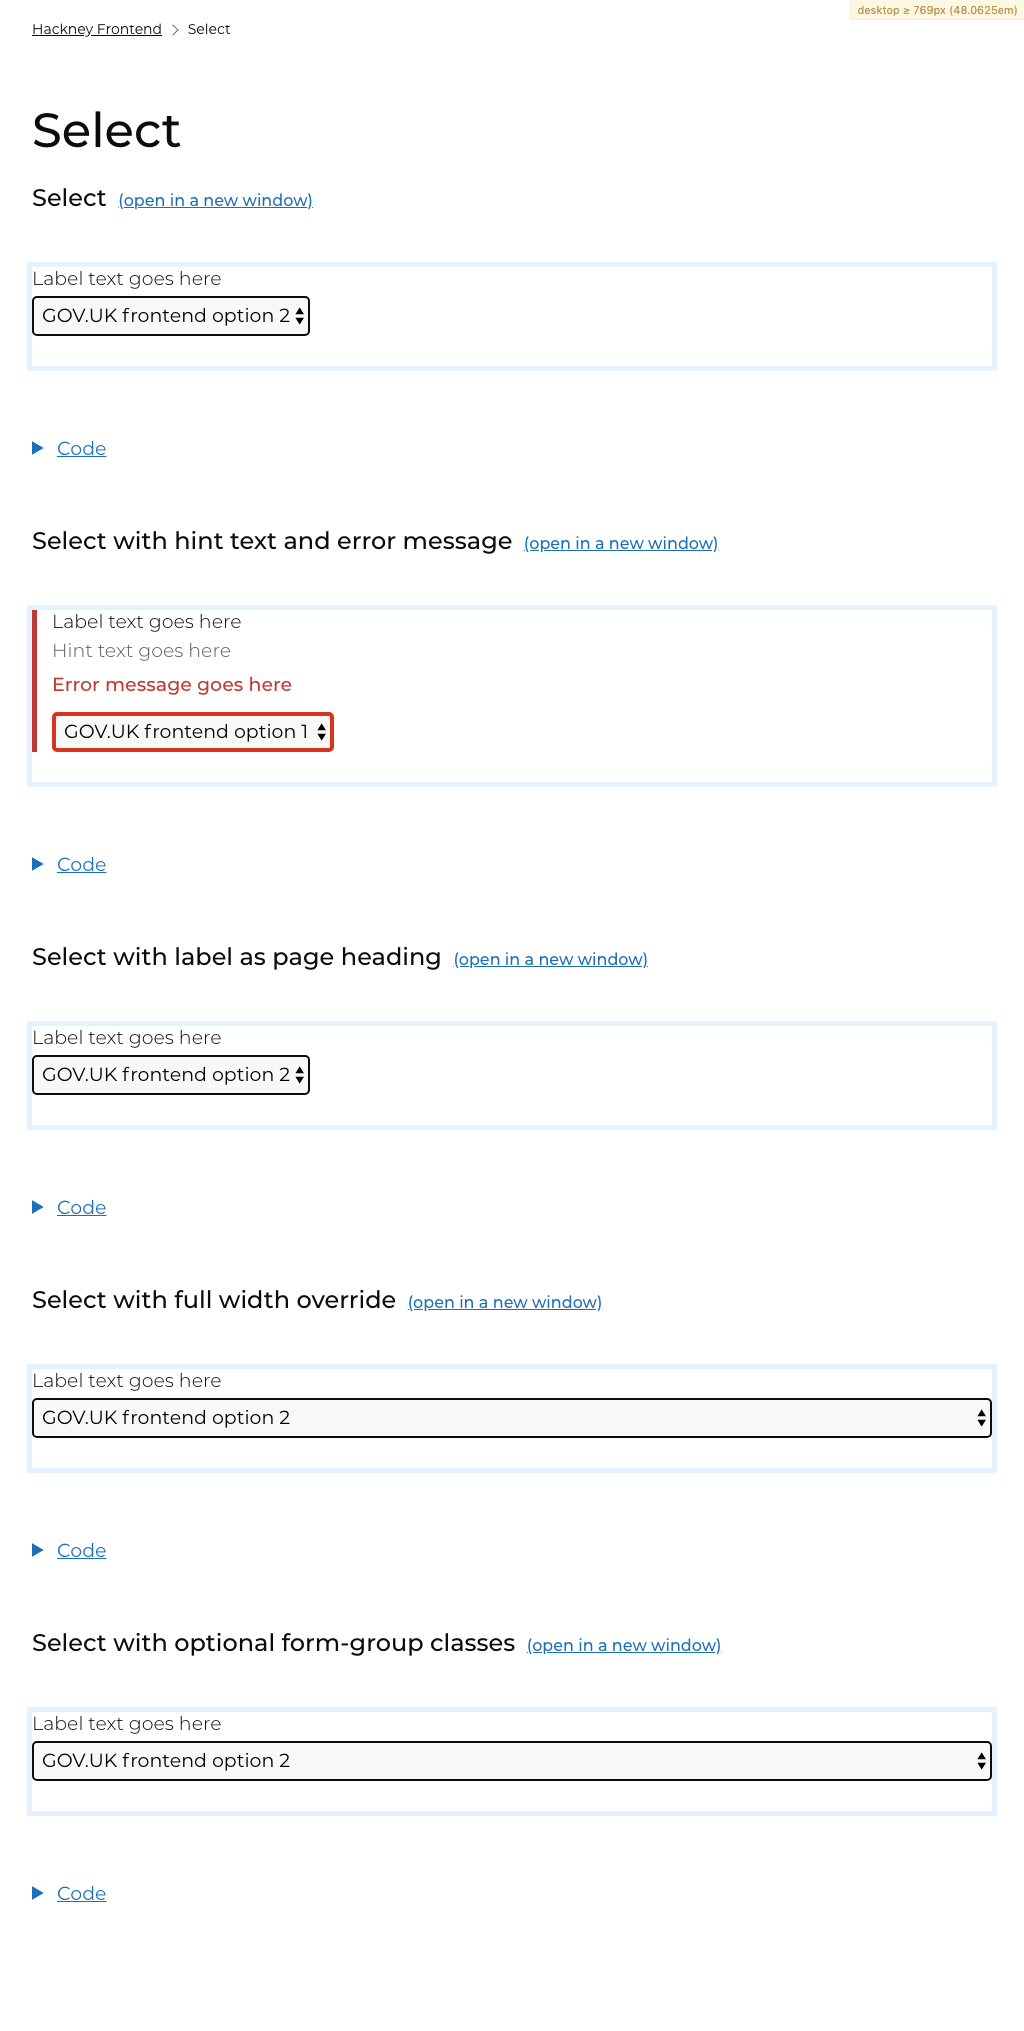 desktop ≥ 769px (48.0625em)
Hackney Frontend Select
Select
Select (open in a new window)
Label text goes here
GOV.UK frontend option 2
Code
Select with hint text and error message (open in a new window)
Label text goes here
Hint text goes here
Error message goes here
GOV.UK frontend option 1
Code
Select with label as page heading (open in a new window)
Label text goes here
GOV.UK frontend option 2
Code
Select with full width override (open in a new window)
Label text goes here
GOV.UK frontend option 2
Code
Select with optional form-group classes (open in a new window)
Label text goes here
GOV.UK frontend option 2
Code